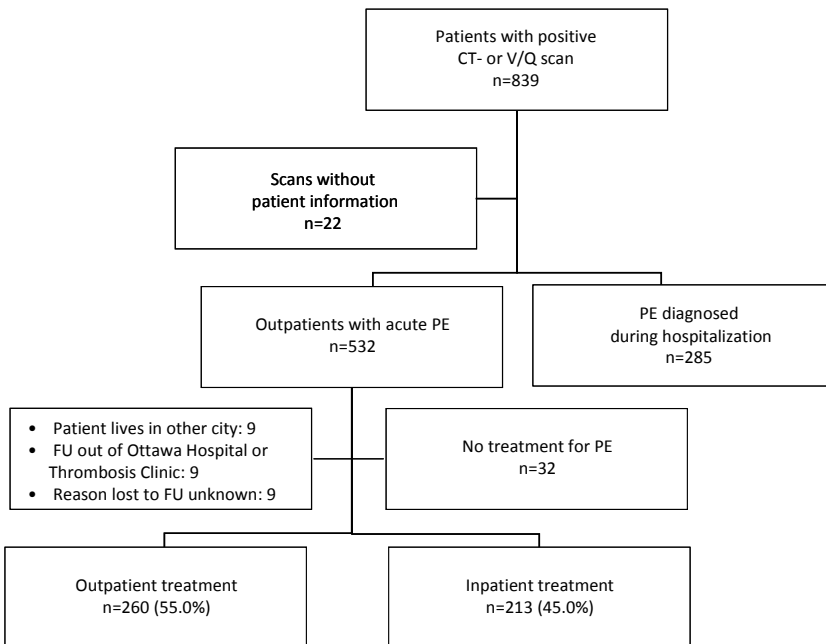 Patients with positive
CT- or V/Q scan
n=839
Scans without
patient information
n=22
Outpatients with acute PE
n=532
PE diagnosed
during hospitalization
n=285
• Patient lives in other city: 9
• FU out of Ottawa Hospital or
Thrombosis Clinic: 9
• Reason lost to FU unknown: 9
No treatment for PE
n=32
Outpatient treatment
n=260 (55.0%)
Inpatient treatment
n=213 (45.0%)